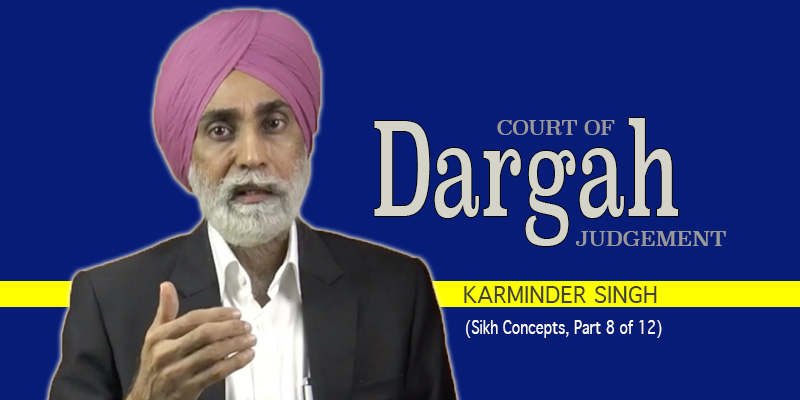 COURT OF
Dargah
JUDGEMENT
KARMINDER SINGH
(Sikh Concepts, Part 8 of 12)